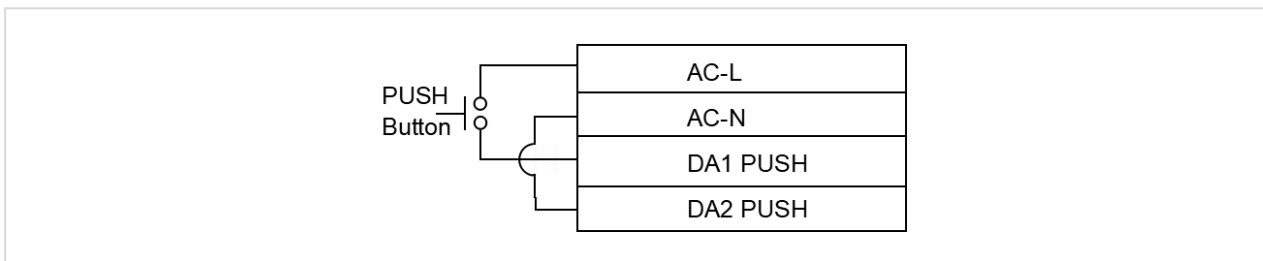 PUSH
Button
AC-L
AC-N
DA1 PUSH
DA2 PUSH